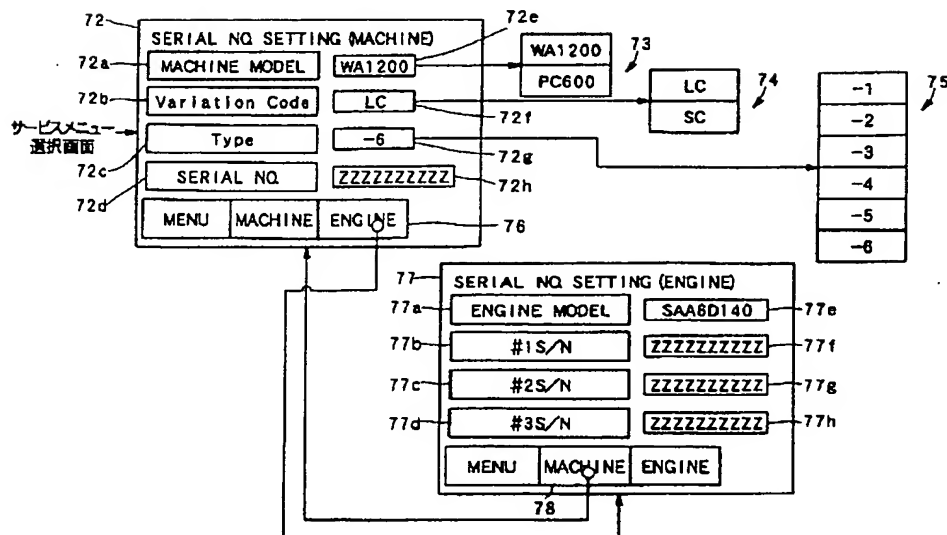 72
SERIAL NO. SETTING (MACHINE)
72a
MACHINE MODEL
WA1200
72e
WA1200
PC600
73
72b
Variation Code
LC
72f
LC
SC
74
サービスメニュー
選択画面
72c
Type
-6
72g
-1
-2
-3
-4
-5
-6
75
72d
SERIAL NO.
ZZZZZZZZZZ
72h
MENU
MACHINE
ENGINE
76
77
SERIAL NO. SETTING (ENGINE)
77a
ENGINE MODEL
SAA6D140
77e
77b
#1S/N
ZZZZZZZZZZ
77f
77c
#2S/N
ZZZZZZZZZZ
77g
77d
#3S/N
ZZZZZZZZZZ
77h
MENU
MACHINE
ENGINE
78